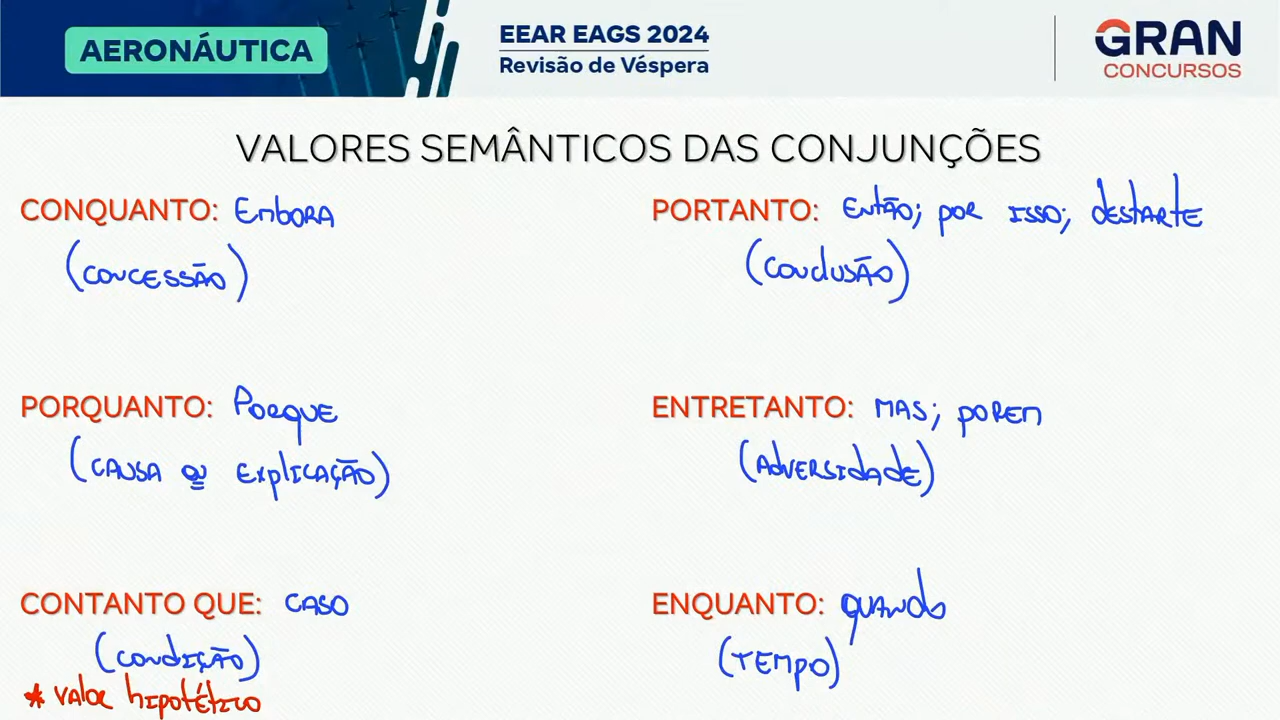 AERONÁUTICA
EEAR EAGS 2024
Revisão de Véspera
GRAN
CONCURSOS
VALORES SEMÂNTICOS DAS CONJUNÇÕES
CONQUANTO: EMBORA
(CONCESSÃO)
PORTANTO: ENTÃO; POR ISSO; DESTARTE
(CONCLUSÃO)
PORQUANTO: PORQUE
(CAUSA OU EXPLICAÇÃO)
ENTRETANTO: MAS; POREM
(ADVERSIDADE)
CONTANTO QUE: CASO
(CONDIÇÃO)
* VALOR HIPOTÉTICO
ENQUANTO: QUANDO
(TEMPO)